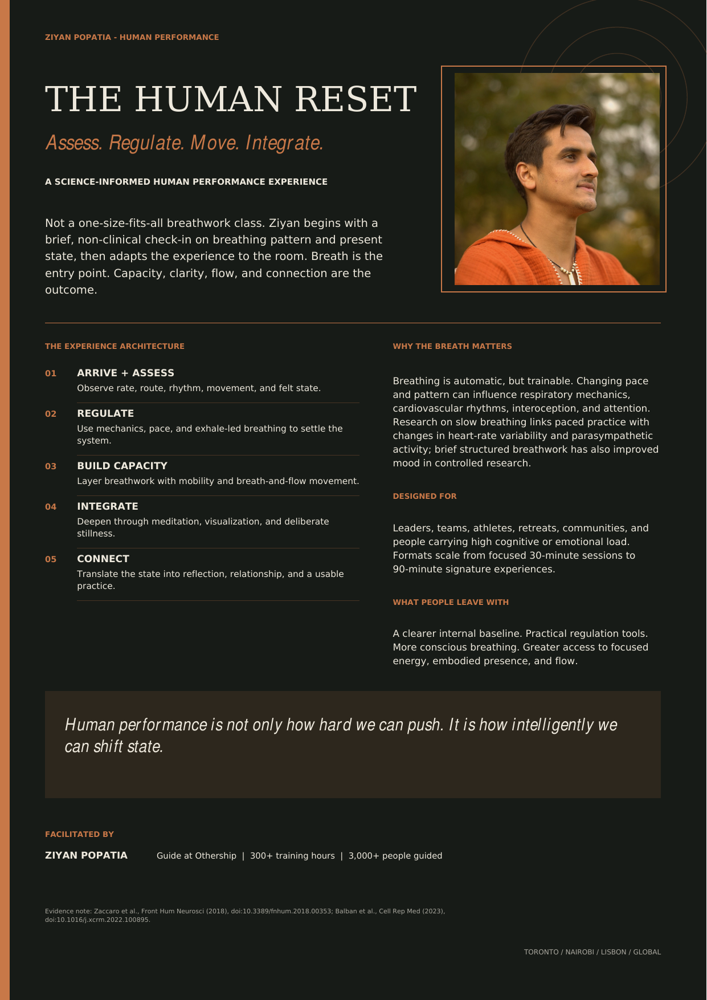 ZIYAN POPATIA - HUMAN PERFORMANCE
THE HUMAN RESET
Assess. Regulate. Move. Integrate.
A SCIENCE-INFORMED HUMAN PERFORMANCE EXPERIENCE
Not a one-size-fits-all breathwork class. Ziyan begins with a
brief, non-clinical check-in on breathing pattern and present
state, then adapts the experience to the room. Breath is the
entry point. Capacity, clarity, flow, and connection are the
outcome.
THE EXPERIENCE ARCHITECTURE
01 ARRIVE + ASSESS
Observe rate, route, rhythm, movement, and felt state.
02 REGULATE
Use mechanics, pace, and exhale-led breathing to settle the
system.
03 BUILD CAPACITY
Layer breathwork with mobility and breath-and-flow movement.
04 INTEGRATE
Deepen through meditation, visualization, and deliberate
stillness.
05 CONNECT
Translate the state into reflection, relationship, and a usable
practice.
WHY THE BREATH MATTERS
Breathing is automatic, but trainable. Changing pace
and pattern can influence respiratory mechanics,
cardiovascular rhythms, interoception, and attention.
Research on slow breathing links paced practice with
changes in heart-rate variability and parasympathetic
activity; brief structured breathwork has also improved
mood in controlled research.
DESIGNED FOR
Leaders, teams, athletes, retreats, communities, and
people carrying high cognitive or emotional load.
Formats scale from focused 30-minute sessions to
90-minute signature experiences.
WHAT PEOPLE LEAVE WITH
A clearer internal baseline. Practical regulation tools.
More conscious breathing. Greater access to focused
energy, embodied presence, and flow.
Human performance is not only how hard we can push. It is how intelligently we
can shift state.
FACILITATED BY
ZIYAN POPATIA Guide at Othership | 300+ training hours | 3,000+ people guided
Evidence note: Zaccaro et al., Front Hum Neurosci (2018), doi:10.3389/fnhum.2018.00353; Balban et al., Cell Rep Med (2023),
doi:10.1016/j.xcrm.2022.100895.
TORONTO / NAIROBI / LISBON / GLOBAL